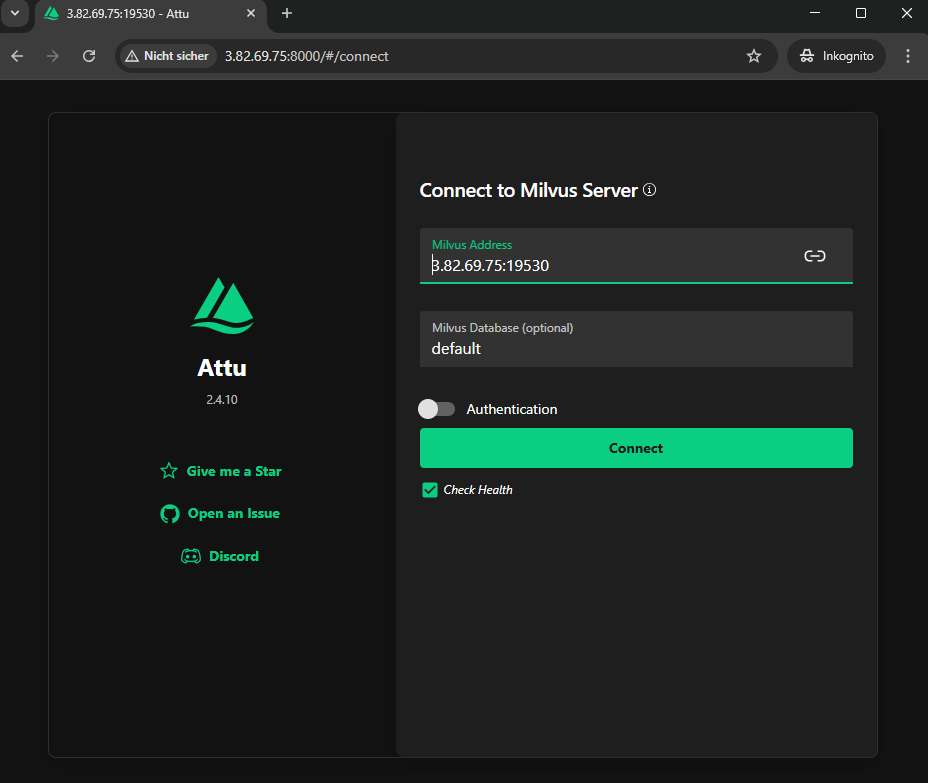 3.82.69.75:19530 - Attu
Nicht sicher
3.82.69.75:8000/#/connect
Inkognito
Attu
2.4.10
Give me a Star
Open an Issue
Discord
Connect to Milvus Server
Milvus Address
3.82.69.75:19530
Milvus Database (optional)
default
Authentication
Connect
Check Health